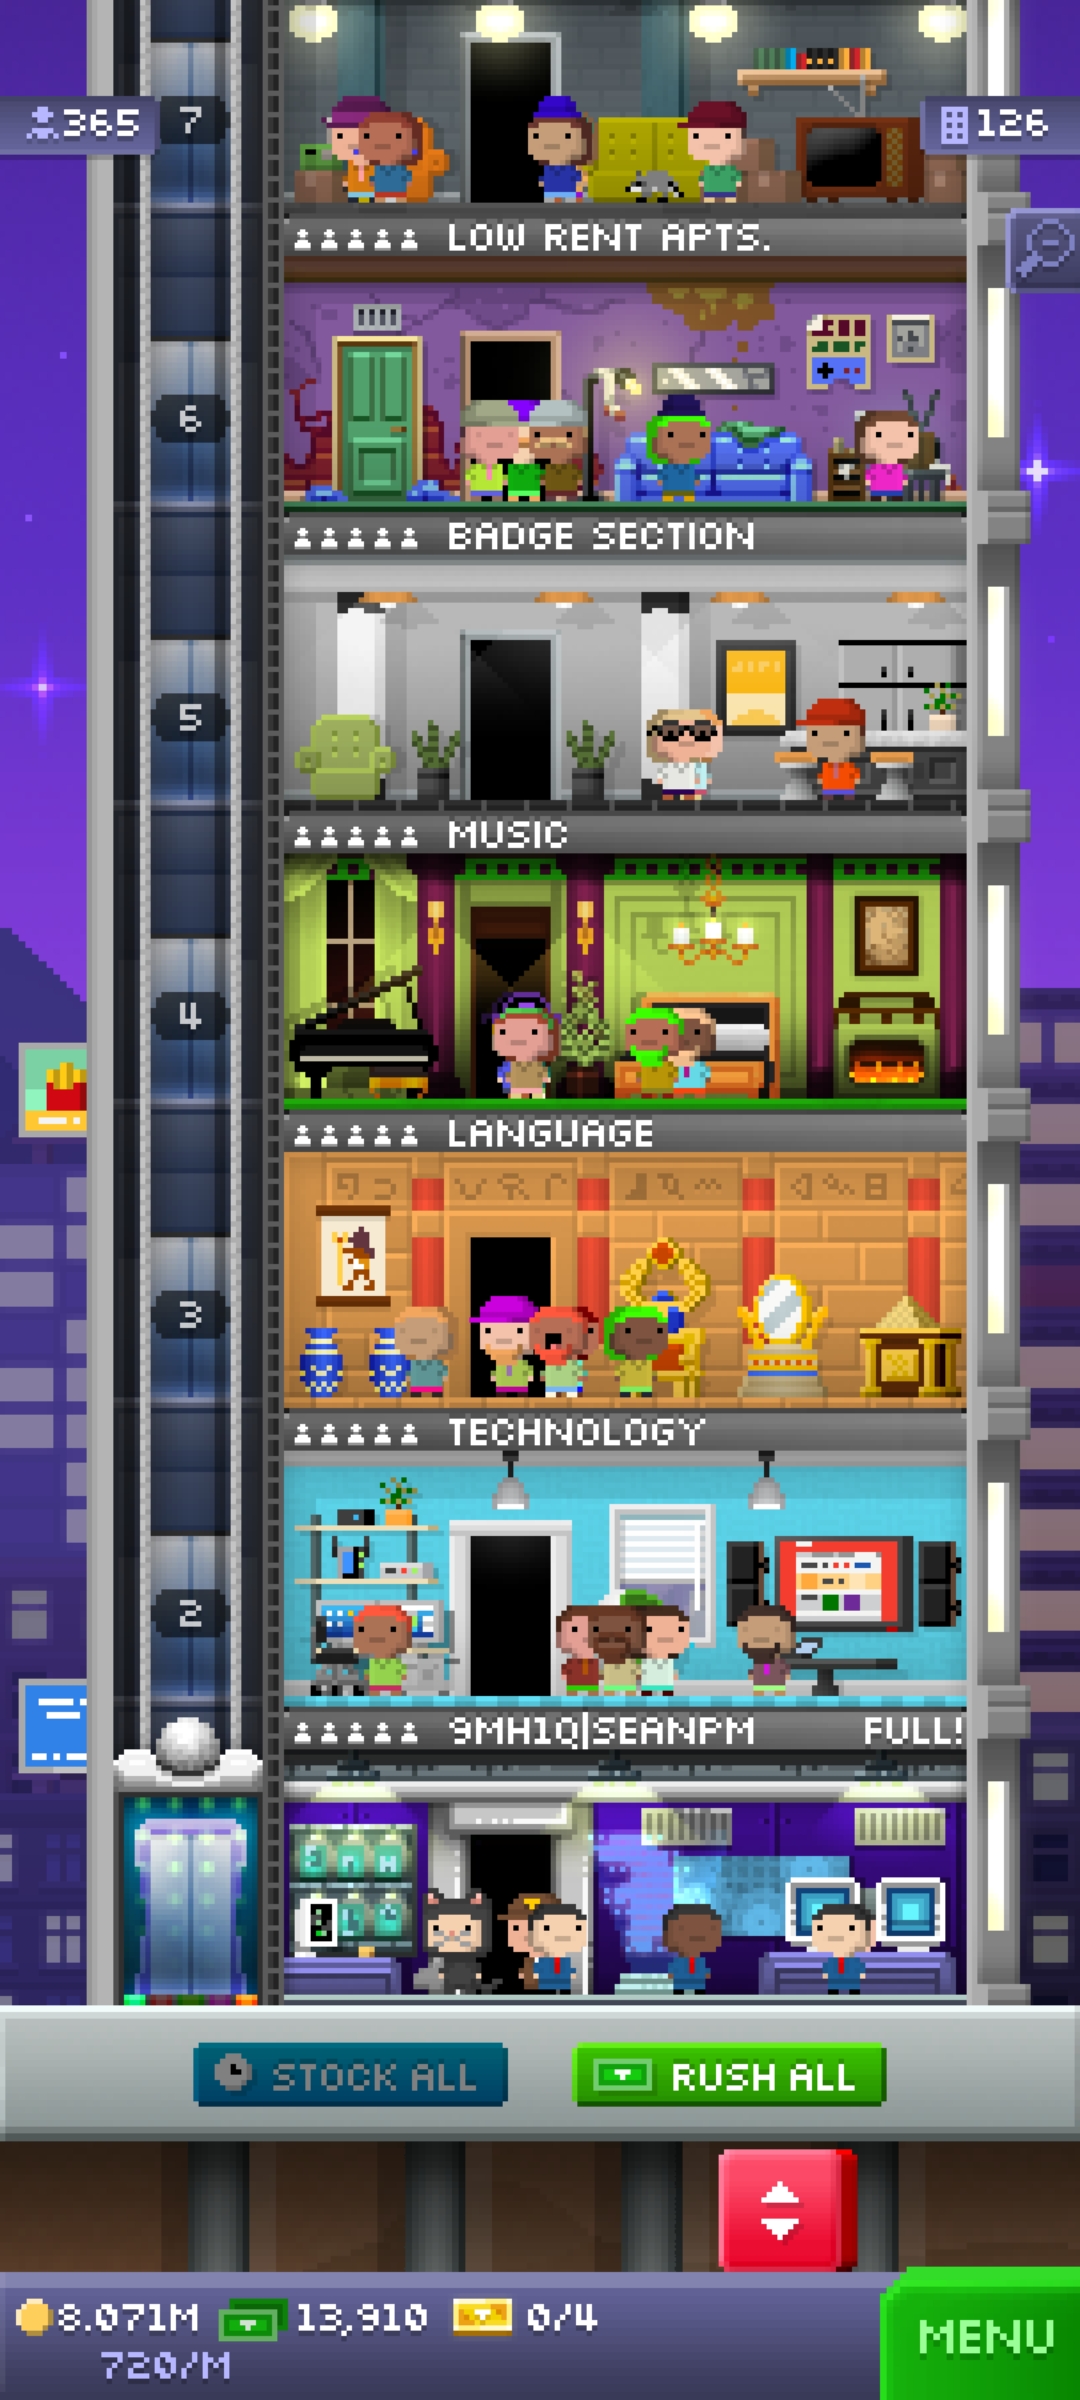 365
7
126
LOW RENT APTS.
6
BADGE SECTION
5
MUSIC
4
LANGUAGE
3
TECHNOLOGY
2
9MH1Q|SEANPM FULL!
STOCK ALL
RUSH ALL
8.071M 13,910 0/4
720/M
MENU